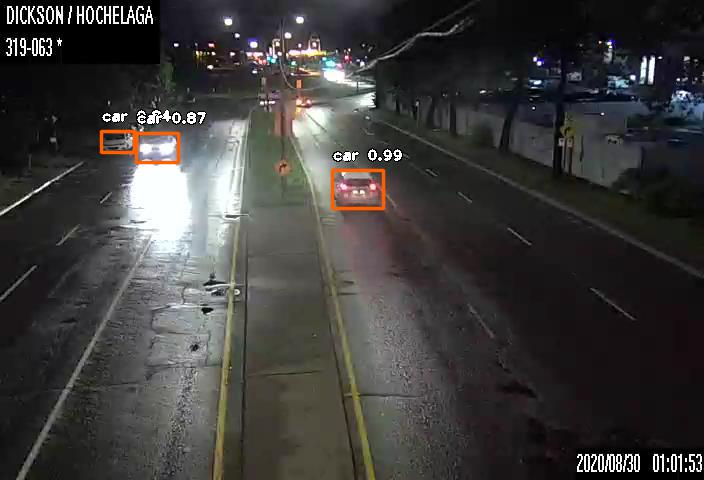 DICKSON / HOCHELAGA
319-063 *
car
car 0.87
car 0.99
2020/08/30 01:01:53